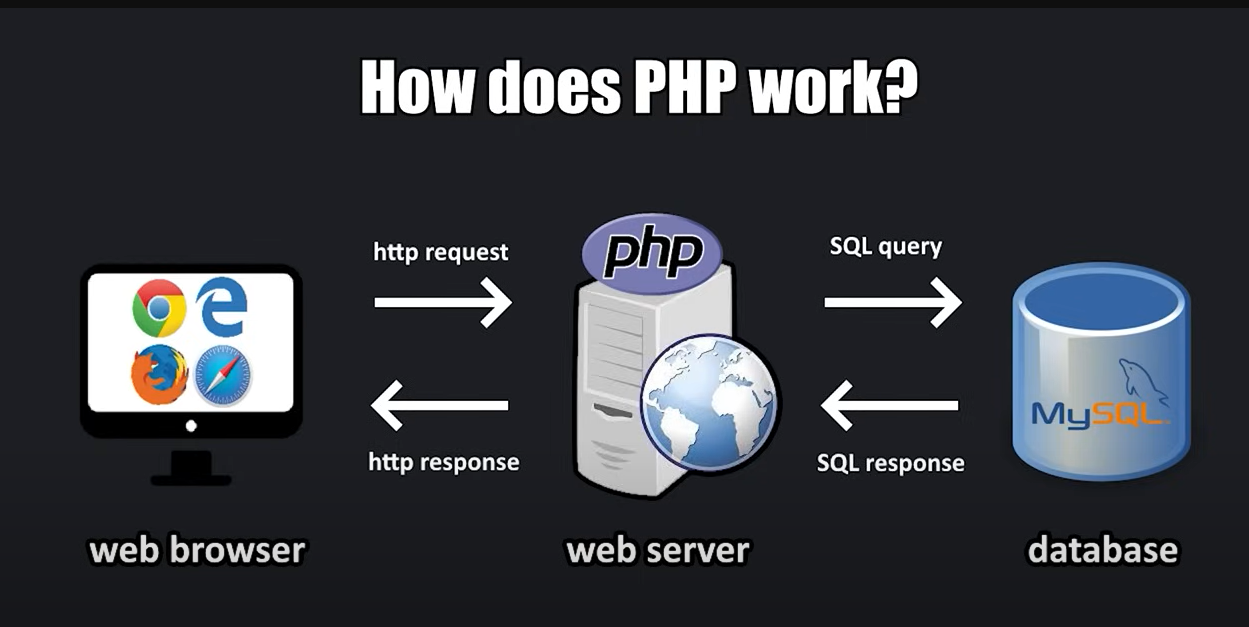 How does PHP work?
http request
php
SQL query
http response
MySQL
SQL response
web browser
web server
database